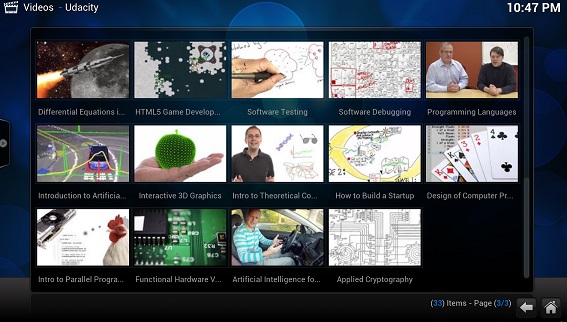 Videos - Udacity
10:47 PM
Differential Equations i...
HTML5 Game Develop...
Software Testing
Software Debugging
Programming Languages
Introduction to Artificia...
Interactive 3D Graphics
Intro to Theoretical Co...
How to Build a Startup
Design of Computer Pr...
Intro to Parallel Progra...
Functional Hardware V...
Artificial Intelligence fo...
Applied Cryptography
(33) Items - Page (3/3)